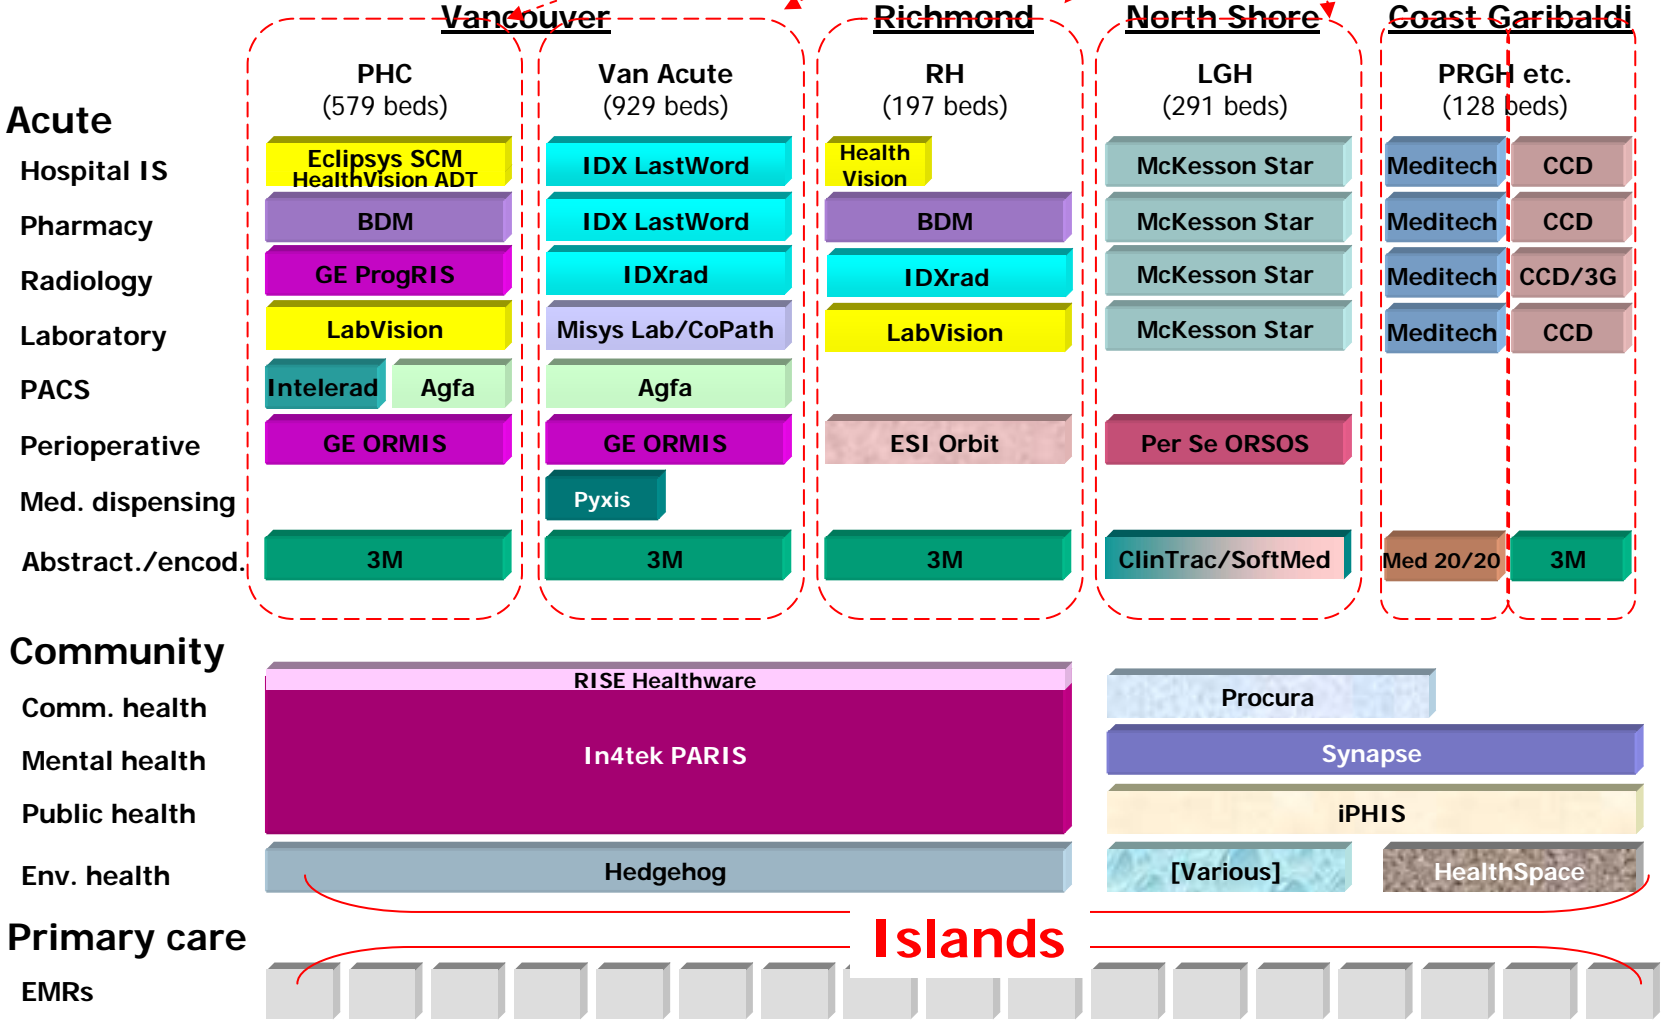 Vancouver Richmond North Shore Coast Garibaldi
PHC Van Acute RH LGH PRGH etc.
(579 beds) (929 beds) (197 beds) (291 beds) (128 beds)
Acute
Hospital IS Eclipsys SCM HealthVision ADT IDX LastWord Health Vision McKesson Star Meditech CCD
Pharmacy BDM IDX LastWord BDM McKesson Star Meditech CCD
Radiology GE ProgRIS IDXrad IDXrad McKesson Star Meditech CCD/3G
Laboratory LabVision Misys Lab/CoPath LabVision McKesson Star Meditech CCD
PACS Intelerad Agfa Agfa
Perioperative GE ORMIS GE ORMIS ESI Orbit Per Se ORSOS
Med. dispensing Pyxis
Abstract./encod. 3M 3M 3M ClinTrac/SoftMed Med 20/20 3M
Community
RISE Healthware
Comm. health Procura
Mental health In4tek PARIS Synapse
Public health iPHIS
Env. health Hedgehog [Various] HealthSpace
Primary care Islands
EMRs